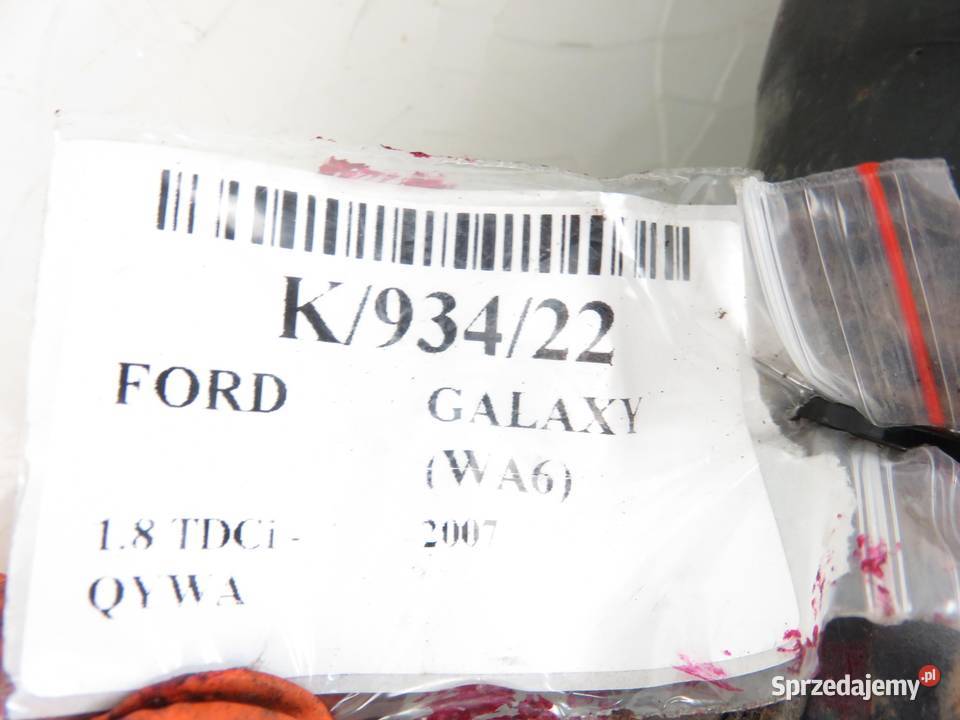 K/934/22
FORD GALAXY
(WA6)
1.8 TDCi - 2007
QYWA
Sprzedajemy.pl